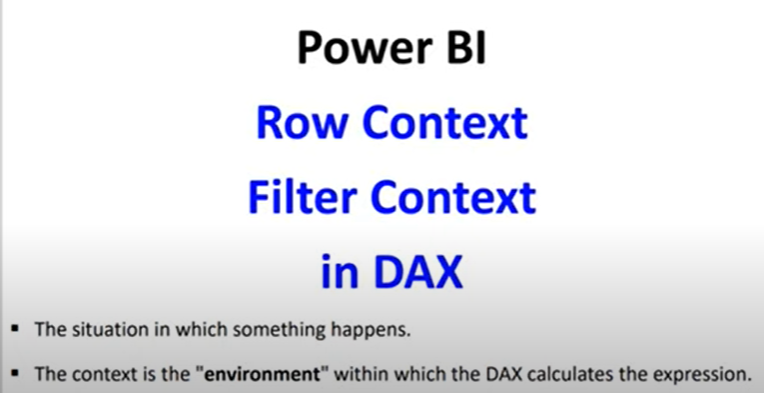 Power BI
Row Context
Filter Context
in DAX
▪ The situation in which something happens.
▪ The context is the "environment" within which the DAX calculates the expression.